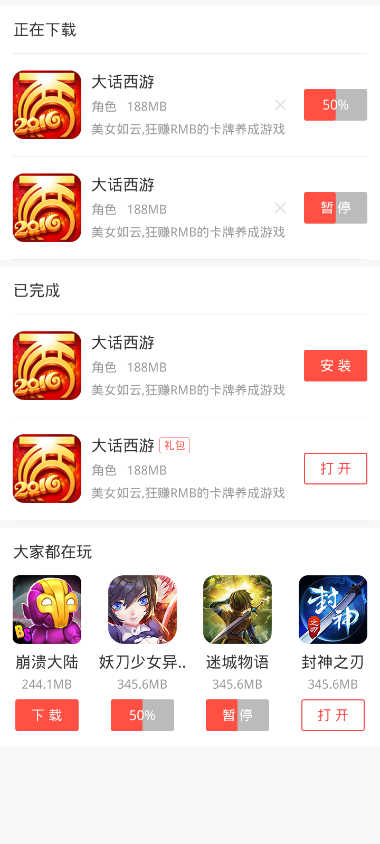 正在下载
大话西游
角色 188MB
美女如云,狂赚RMB的卡牌养成游戏
50%
2016
大话西游
角色 188MB
美女如云,狂赚RMB的卡牌养成游戏
暂停
2016
已完成
大话西游
角色 188MB
美女如云,狂赚RMB的卡牌养成游戏
安装
2016
大话西游 礼包
角色 188MB
美女如云,狂赚RMB的卡牌养成游戏
打开
2016
大家都在玩
封神之刃
崩溃大陆 妖刀少女异.. 迷城物语 封神之刃
244.1MB 345.6MB 345.6MB 345.6MB
下载 50% 暂停 打开